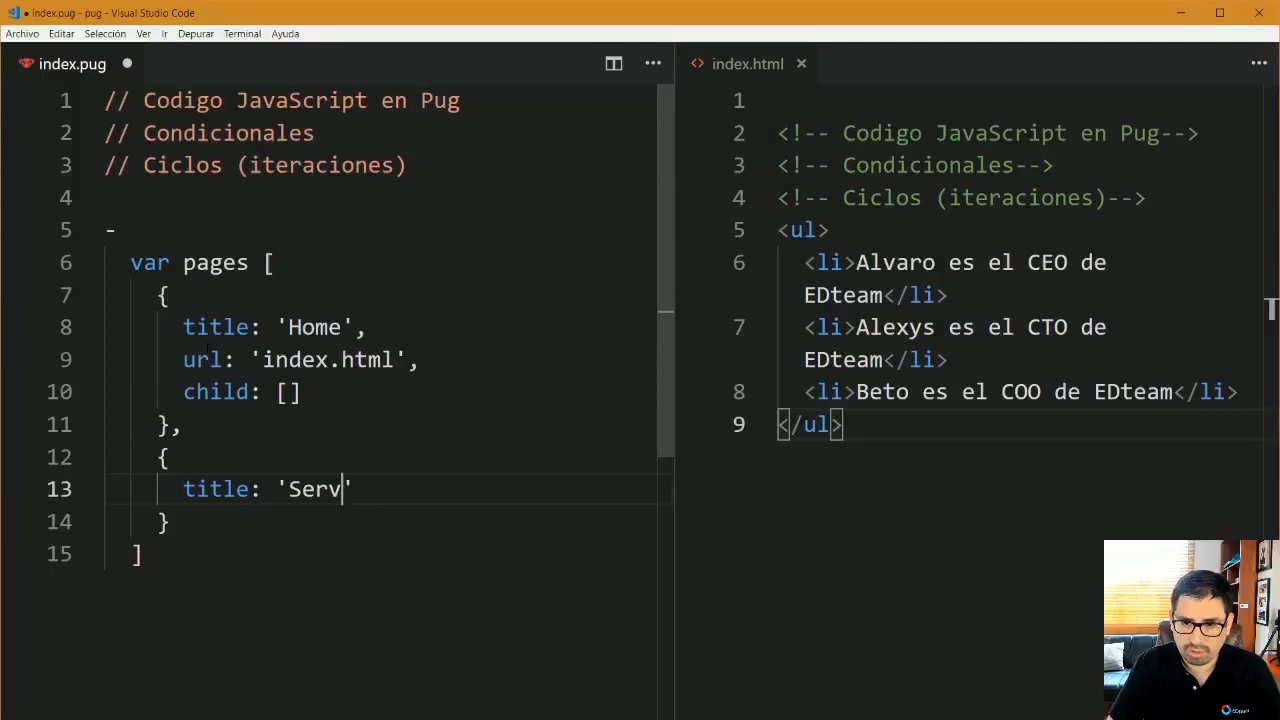 index.pug - pug - Visual Studio Code
Archivo Editar Selección Ver Ir Depurar Terminal Ayuda
index.pug
1 // Codigo JavaScript en Pug
2 // Condicionales
3 // Ciclos (iteraciones)
4
5 -
6 var pages [
7 {
8 title: 'Home',
9 url: 'index.html',
10 child: []
11 },
12 {
13 title: 'Serv'
14 }
15 ]
index.html
1
2 <!-- Codigo JavaScript en Pug-->
3 <!-- Condicionales-->
4 <!-- Ciclos (iteraciones)-->
5 <ul>
6 <li>Alvaro es el CEO de
EDteam</li>
7 <li>Alexys es el CTO de
EDteam</li>
8 <li>Beto es el COO de EDteam</li>
9 </ul>
EDteam